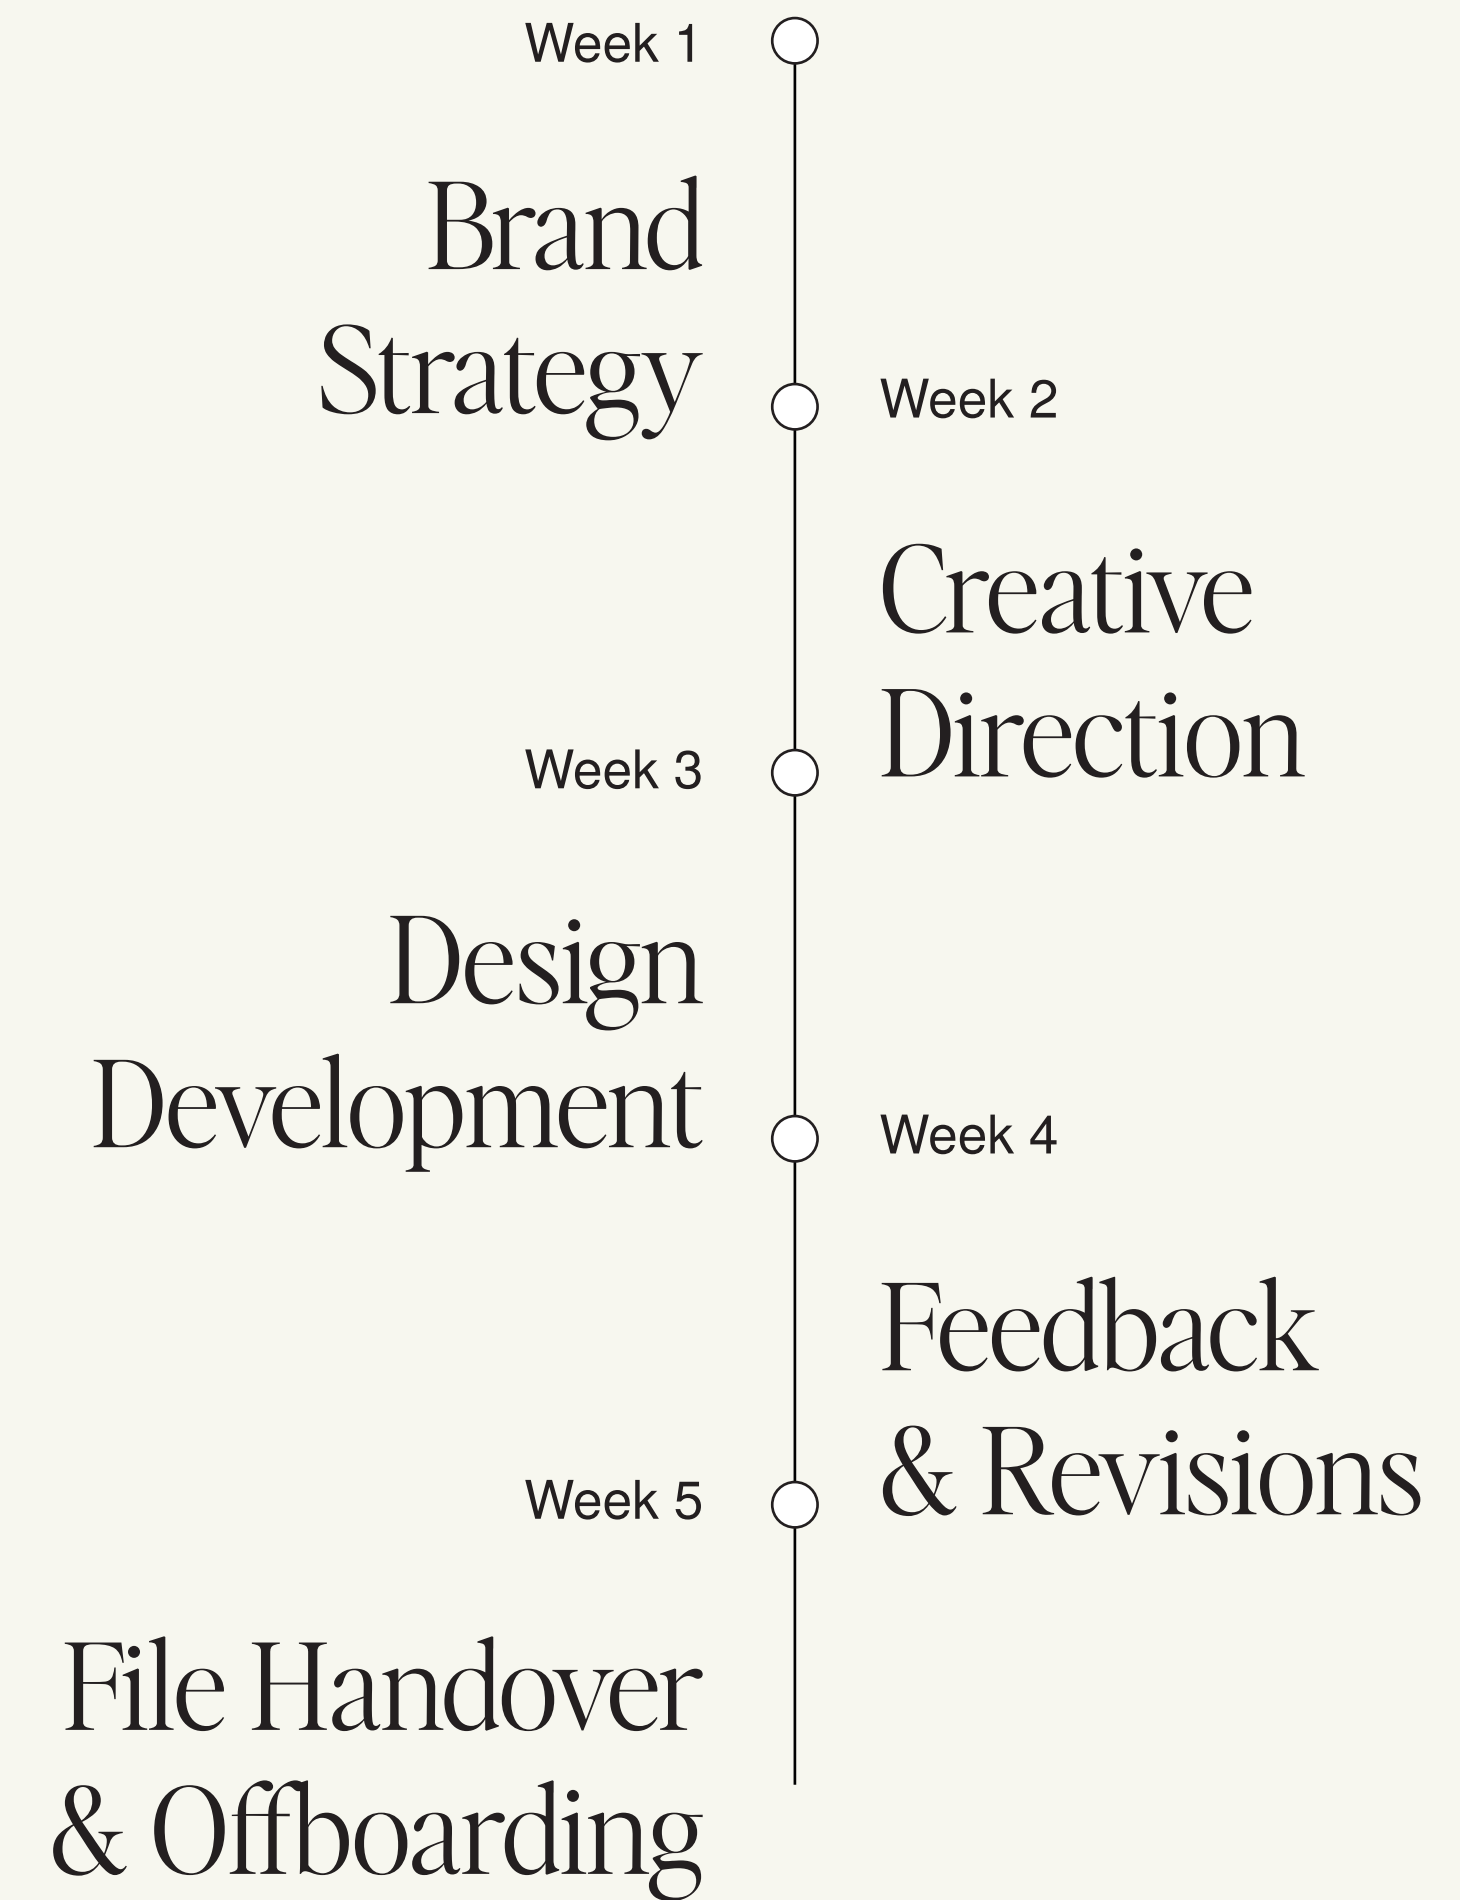 Week 1
Brand
Strategy
Week 2
Creative
Direction
Week 3
Design
Development
Week 4
Feedback
& Revisions
Week 5
File Handover
& Offboarding